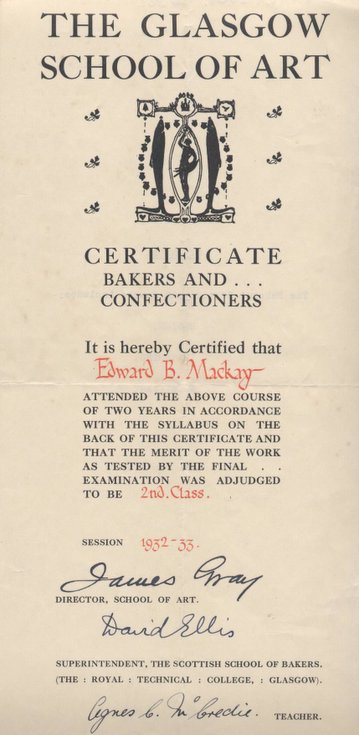 THE GLASGOW
SCHOOL OF ART
CERTIFICATE
BAKERS AND . . .
CONFECTIONERS
It is hereby Certified that
Edward B. Mackay
ATTENDED THE ABOVE COURSE
OF TWO YEARS IN ACCORDANCE
WITH THE SYLLABUS ON THE
BACK OF THIS CERTIFICATE AND
THAT THE MERIT OF THE WORK
AS TESTED BY THE FINAL . .
EXAMINATION WAS ADJUDGED
TO BE 2nd. Class.
SESSION 1932-33.
James Gray
DIRECTOR, SCHOOL OF ART.
David Ellis
SUPERINTENDENT, THE SCOTTISH SCHOOL OF BAKERS.
(THE : ROYAL : TECHNICAL : COLLEGE, : GLASGOW).
Agnes C. McCredie. TEACHER.